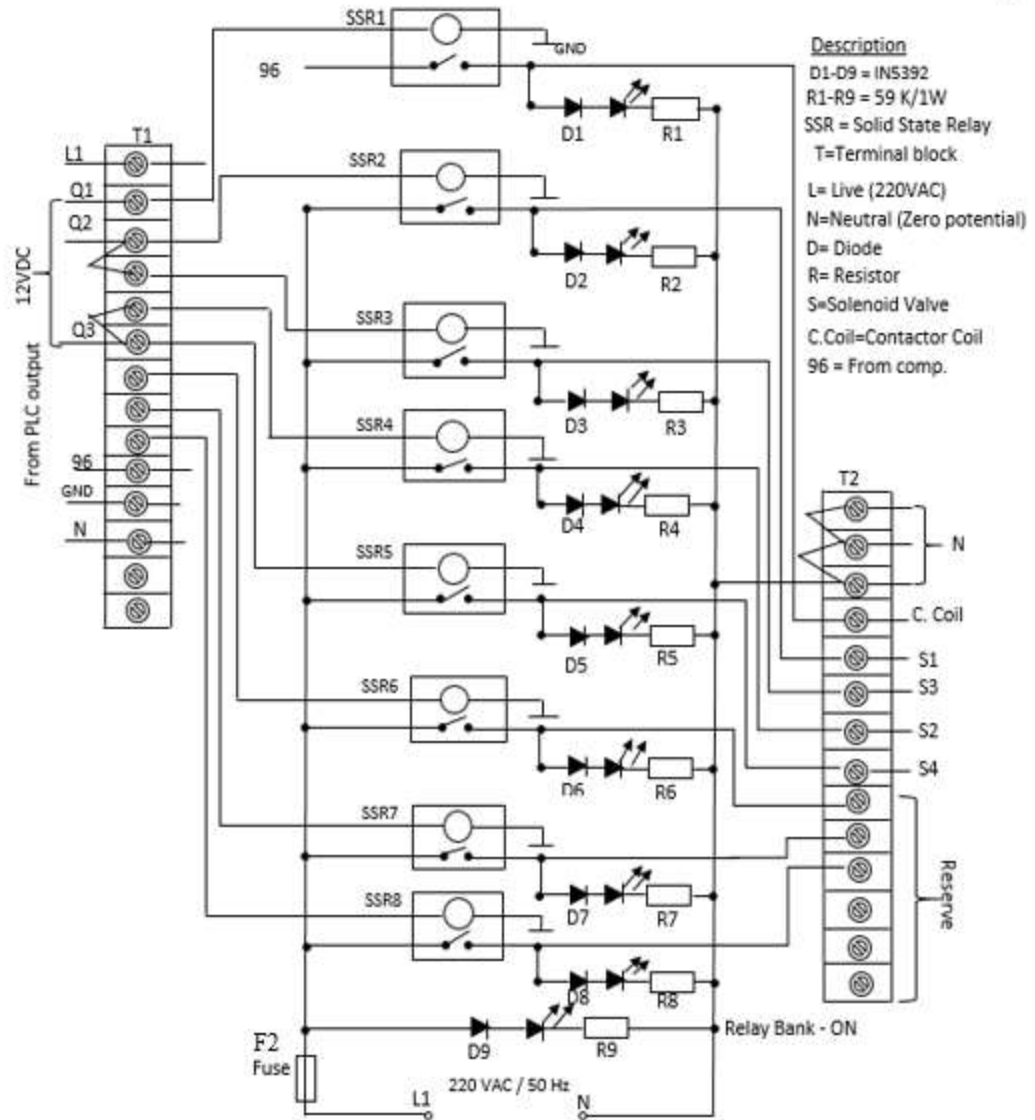 SSR1
GND
96
D1
R1
Description
D1-D9 = IN5392
R1-R9 = 59 K/1W
SSR = Solid State Relay
T=Terminal block
L= Live (220VAC)
N=Neutral (Zero potential)
D= Diode
R= Resistor
S=Solenoid Valve
C.Coil=Contactor Coil
96 = From comp.
T1
L1
Q1
Q2
Q3
12VDC
From PLC output
96
GND
N
SSR2
D2
R2
SSR3
D3
R3
SSR4
D4
R4
SSR5
D5
R5
SSR6
D6
R6
SSR7
D7
R7
SSR8
D8
R8
D9
R9
Relay Bank - ON
F2
Fuse
L1
220 VAC / 50 Hz
N
T2
N
C. Coil
S1
S3
S2
S4
Reserve